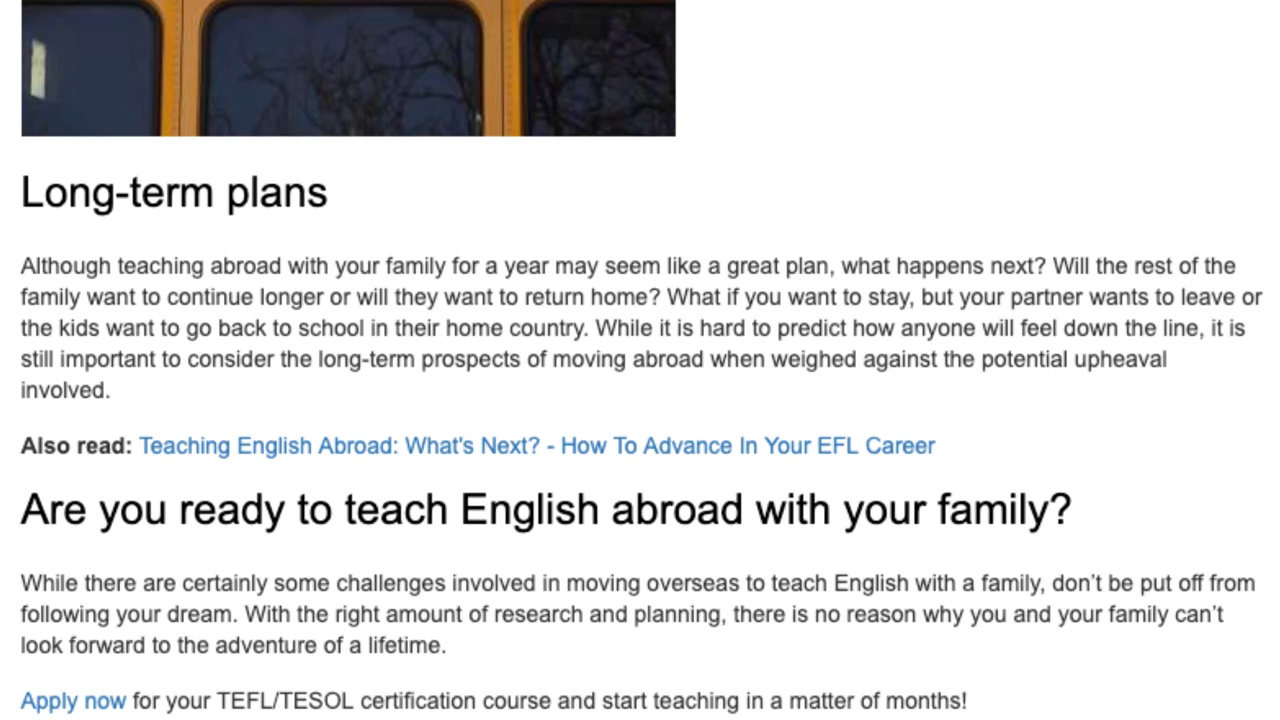 Long-term plans
Although teaching abroad with your family for a year may seem like a great plan, what happens next? Will the rest of the
family want to continue longer or will they want to return home? What if you want to stay, but your partner wants to leave or
the kids want to go back to school in their home country. While it is hard to predict how anyone will feel down the line, it is
still important to consider the long-term prospects of moving abroad when weighed against the potential upheaval
involved.
Also read: Teaching English Abroad: What's Next? - How To Advance In Your EFL Career
Are you ready to teach English abroad with your family?
While there are certainly some challenges involved in moving overseas to teach English with a family, don’t be put off from
following your dream. With the right amount of research and planning, there is no reason why you and your family can’t
look forward to the adventure of a lifetime.
Apply now for your TEFL/TESOL certification course and start teaching in a matter of months!